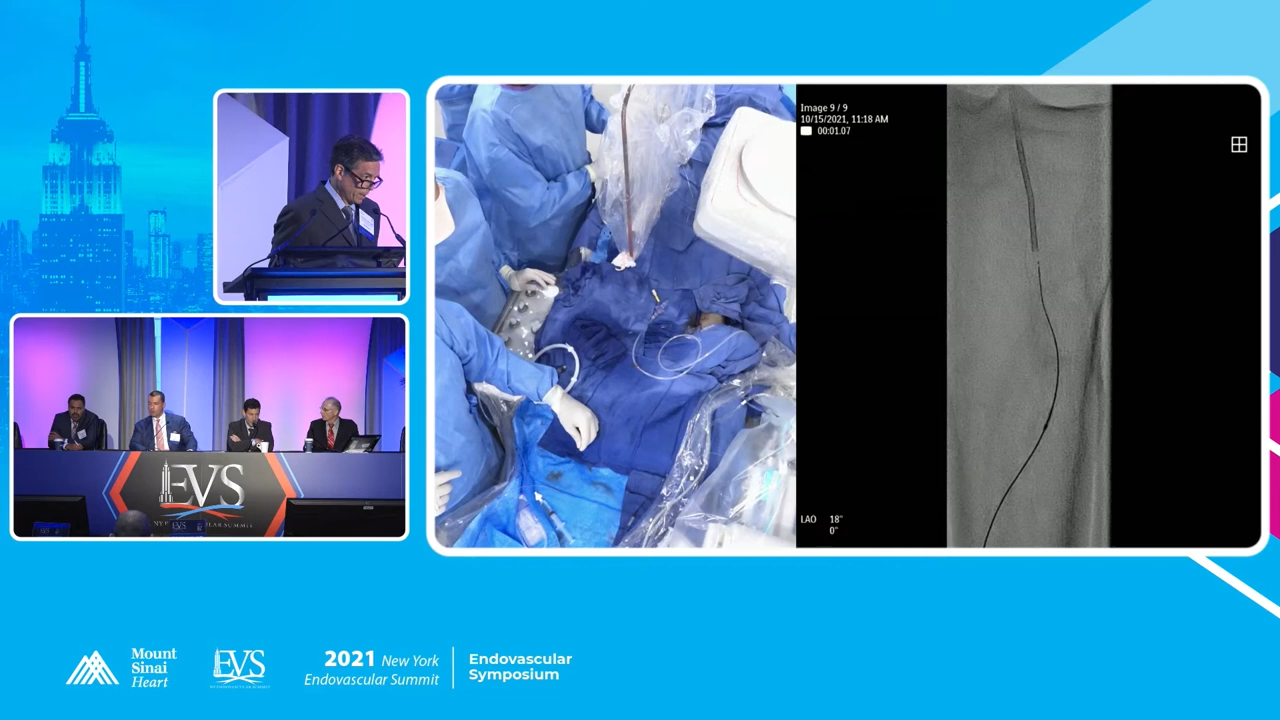 Image 9 / 9
10/15/2021, 11:18 AM
00:01.07
LAO 18°
0°
EVS
EVS
Mount
Sinai
Heart
EVS
2021 New York
Endovascular Summit
Endovascular
Symposium